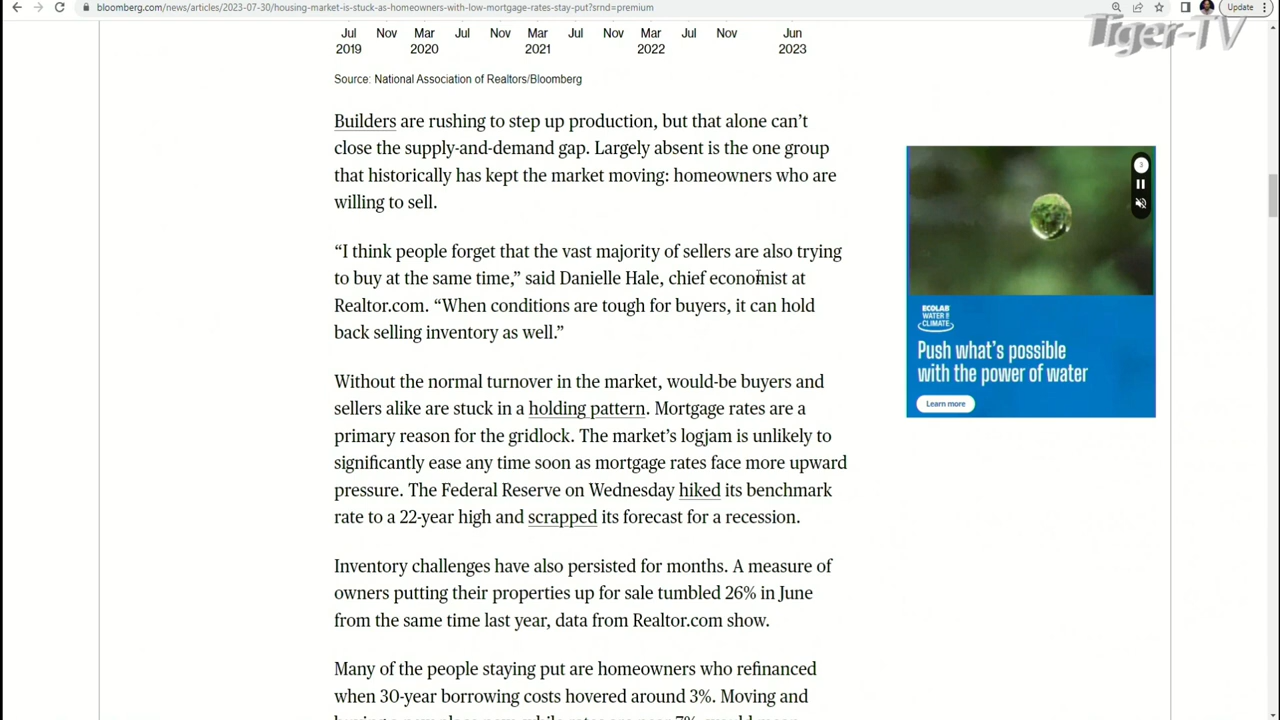 bloomberg.com/news/articles/2023-07-30/housing-market-is-stuck-as-homeowners-with-low-mortgage-rates-stay-put?srnd=premium
Update
Tiger-TV
Jul Nov Mar Jul Nov Mar Jul Nov Mar Jul Nov Jun
2019 2020 2021 2022 2023
Source: National Association of Realtors/Bloomberg
Builders are rushing to step up production, but that alone can’t
close the supply-and-demand gap. Largely absent is the one group
that historically has kept the market moving: homeowners who are
willing to sell.
“I think people forget that the vast majority of sellers are also trying
to buy at the same time,” said Danielle Hale, chief economist at
Realtor.com. “When conditions are tough for buyers, it can hold
back selling inventory as well.”
Without the normal turnover in the market, would-be buyers and
sellers alike are stuck in a holding pattern. Mortgage rates are a
primary reason for the gridlock. The market’s logjam is unlikely to
significantly ease any time soon as mortgage rates face more upward
pressure. The Federal Reserve on Wednesday hiked its benchmark
rate to a 22-year high and scrapped its forecast for a recession.
Inventory challenges have also persisted for months. A measure of
owners putting their properties up for sale tumbled 26% in June
from the same time last year, data from Realtor.com show.
Many of the people staying put are homeowners who refinanced
when 30-year borrowing costs hovered around 3%. Moving and
3
ECOLAB
WATER
CLIMATE
Push what’s possible
with the power of water
Learn more